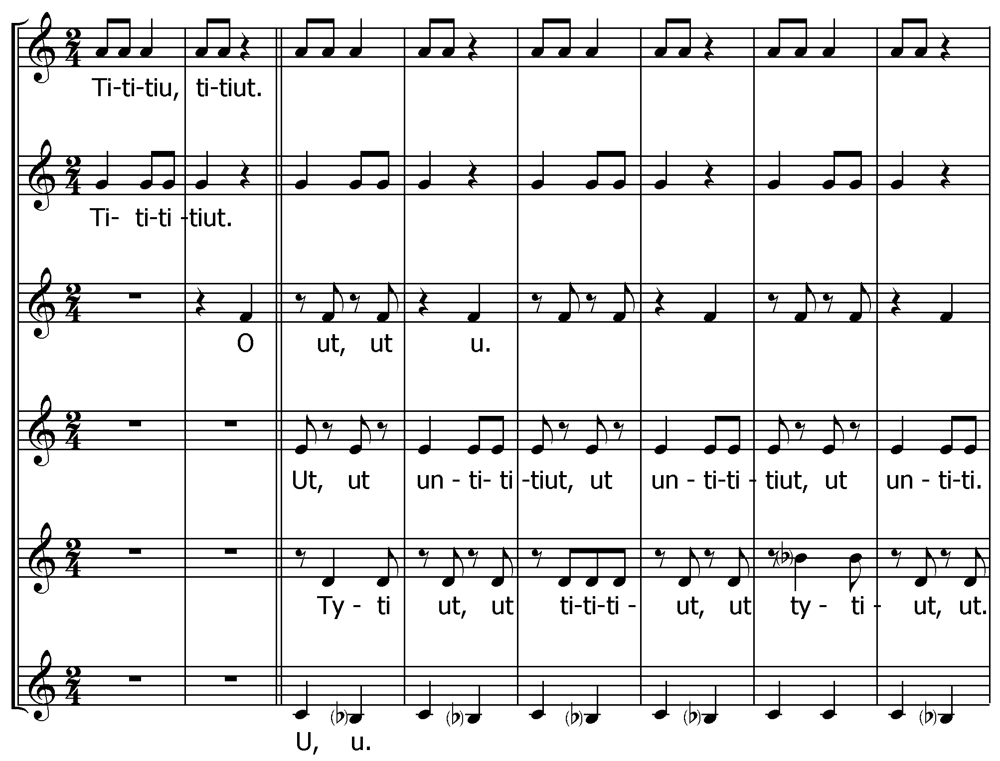 Ti-ti-tiu, ti-tiut.
Ti- ti-ti -tiut.
O ut, ut u.
Ut, ut un - ti- ti -tiut, ut un - ti-ti - tiut, ut un - ti-ti.
Ty - ti ut, ut ti-ti-ti - ut, ut ty - ti - ut, ut.
U, u.